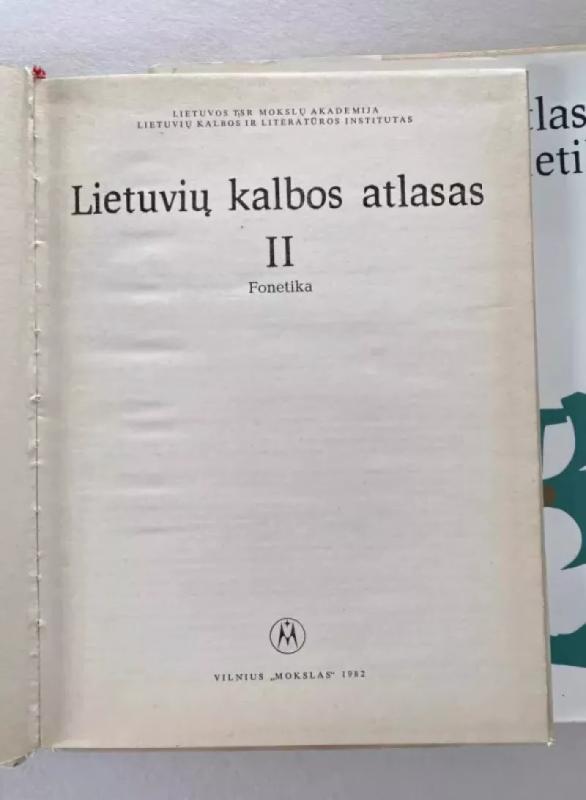 LIETUVOS TSR MOKSLŲ AKADEMIJA
LIETUVIŲ KALBOS IR LITERATŪROS INSTITUTAS
Lietuvių kalbos atlasas
II
Fonetika
VILNIUS „MOKSLAS“ 1982